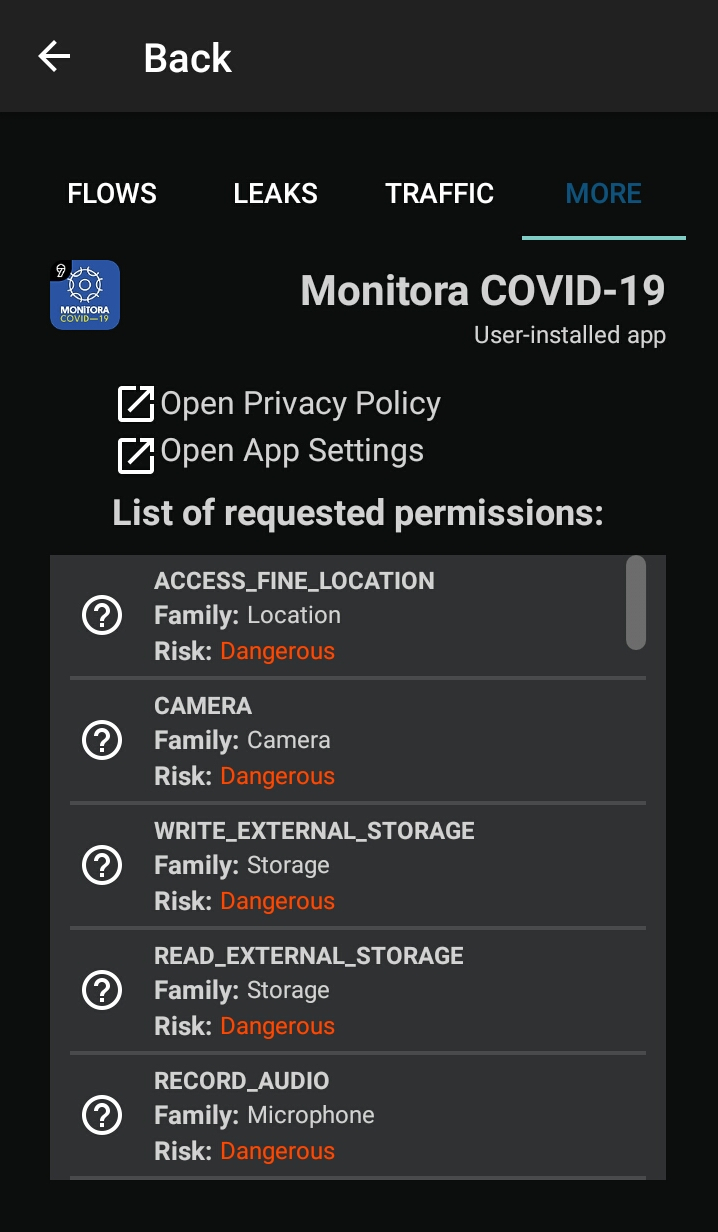 Back
FLOWS LEAKS TRAFFIC MORE
MONITORA
COVID—19
Monitora COVID-19
User-installed app
Open Privacy Policy
Open App Settings
List of requested permissions:
ACCESS_FINE_LOCATION
Family: Location
Risk: Dangerous
CAMERA
Family: Camera
Risk: Dangerous
WRITE_EXTERNAL_STORAGE
Family: Storage
Risk: Dangerous
READ_EXTERNAL_STORAGE
Family: Storage
Risk: Dangerous
RECORD_AUDIO
Family: Microphone
Risk: Dangerous